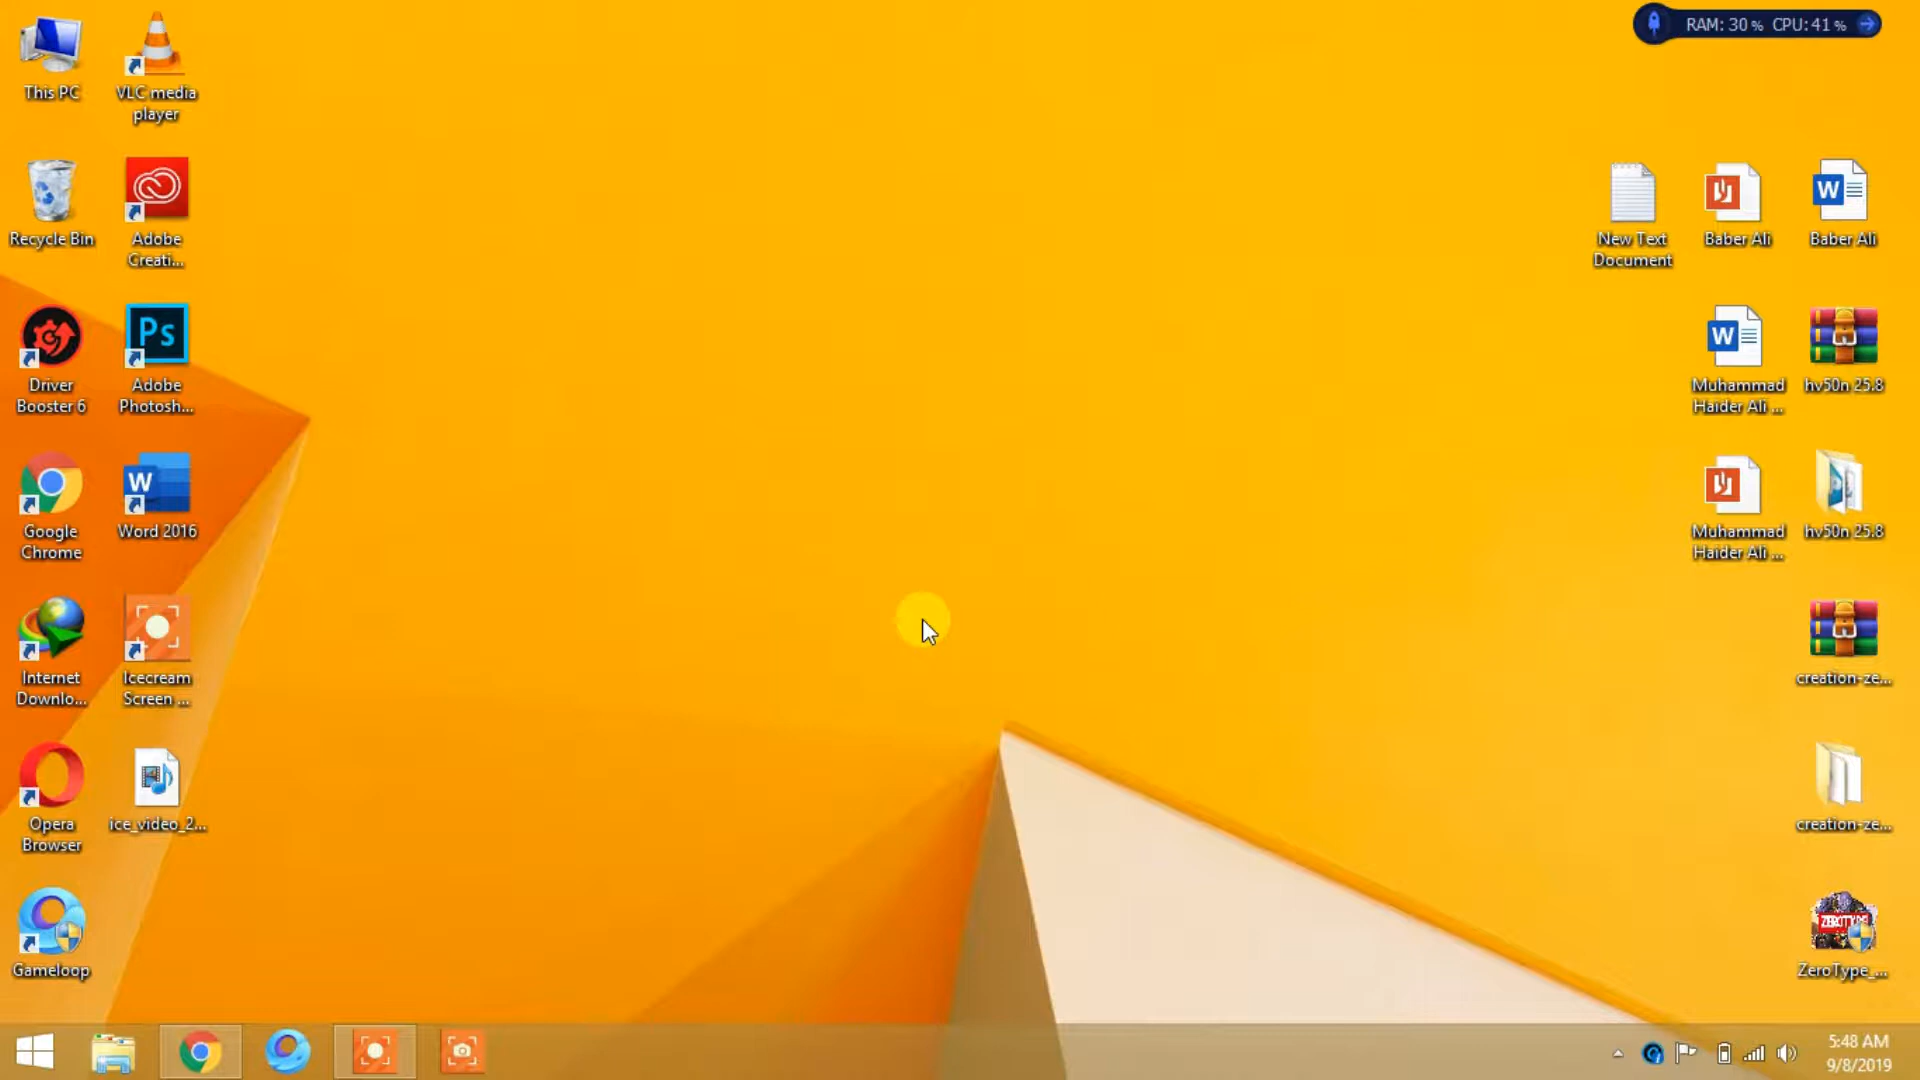 RAM: 30 % CPU: 41 %
This PC
VLC media
player
Recycle Bin
Adobe
Creati...
New Text
Document
Baber Ali
W
Baber Ali
Driver
Booster 6
Ps
Adobe
Photosh...
W
Muhammad
Haider Ali ...
hv50n 25.8
Google
Chrome
W
Word 2016
Muhammad
Haider Ali ...
hv50n 25.8
Internet
Downlo...
Icecream
Screen ...
creation-ze...
Opera
Browser
ice_video_2...
creation-ze...
Gameloop
ZEROTYPE
ZeroType_...
5:48 AM
9/8/2019